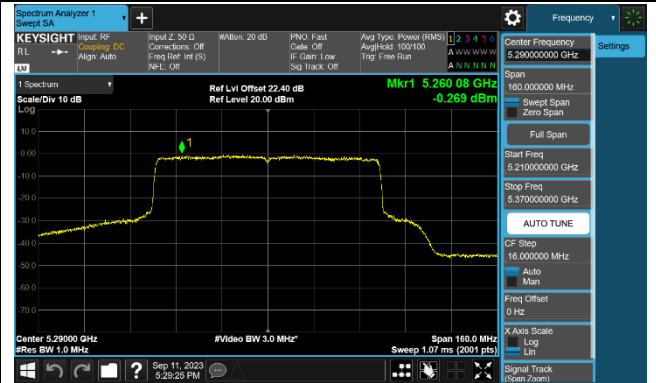 Spectrum Analyzer 1
Swept SA
Frequency
KEYSIGHT
Input: RF
Input Z: 50 Ω
#Atten: 20 dB
PNO: Fast
Avg Type: Power (RMS)
1 2 3 4 5 6
RL
Coupling: DC
Corrections: Off
Gate: Off
Avg|Hold: 100/100
A W W W W W
Align: Auto
Freq Ref: Int (S)
IF Gain: Low
Trig: Free Run
NFE: Off
Sig Track: Off
A N N N N N
LXI
1 Spectrum
Ref Lvl Offset 22.40 dB
Mkr1 5.260 08 GHz
Scale/Div 10 dB
Ref Level 20.00 dBm
-0.269 dBm
Log
10.0
0.00
-10.0
-20.0
-30.0
-40.0
-50.0
-60.0
-70.0
1
Center 5.29000 GHz
#Video BW 3.0 MHz*
Span 160.0 MHz
#Res BW 1.0 MHz
Sweep 1.07 ms (2001 pts)
Sep 11, 2023
5:29:25 PM
Center Frequency
5.290000000 GHz
Settings
Span
160.000000 MHz
Swept Span
Zero Span
Full Span
Start Freq
5.210000000 GHz
Stop Freq
5.370000000 GHz
AUTO TUNE
CF Step
16.000000 MHz
Auto
Man
Freq Offset
0 Hz
X Axis Scale
Log
Lin
Signal Track
(Span Zoom)